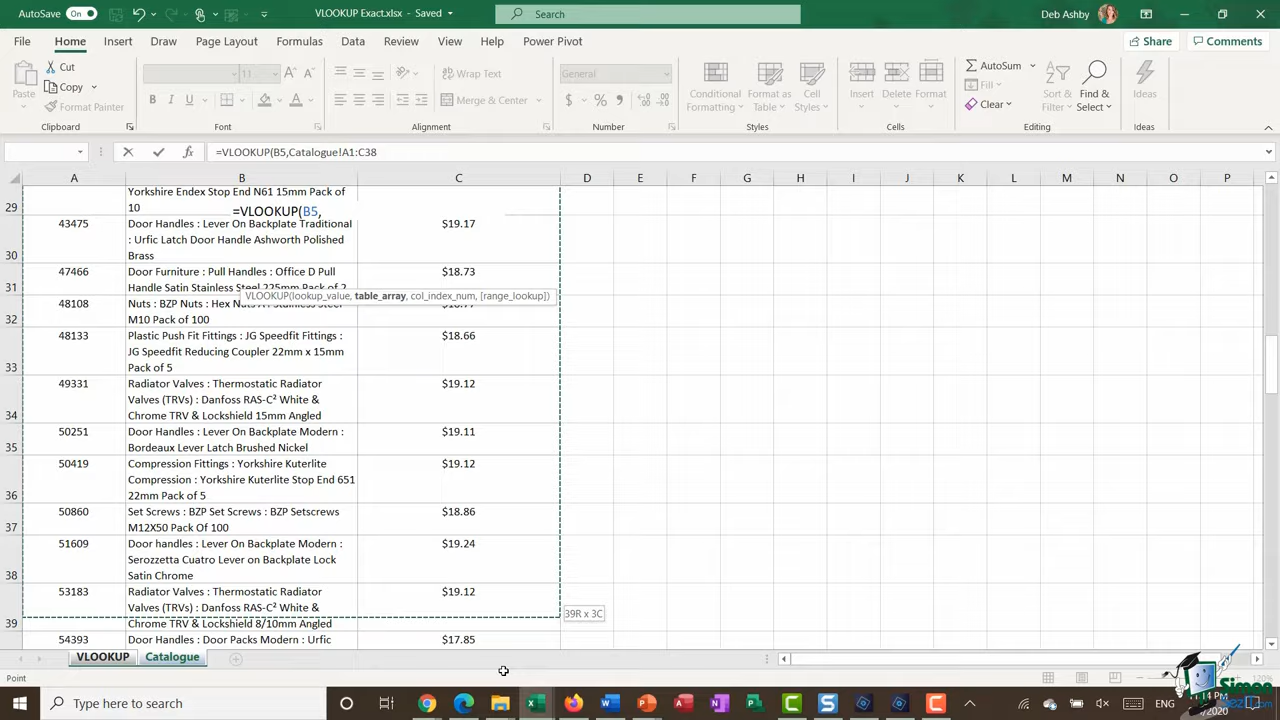 AutoSave On VLOOKUP Exact.xlsx - Saved Search Deb Ashby
File Home Insert Draw Page Layout Formulas Data Review View Help Power Pivot Share Comments
Paste Cut Copy Format Painter Clipboard
11 B I U Font
Wrap Text Merge & Center Alignment
General $ % Number
Conditional Formatting Format as Table Cell Styles Styles
Insert Delete Format Cells
AutoSum Fill Clear Sort & Filter Find & Select Editing
Ideas Ideas
fx =VLOOKUP(B5,Catalogue!A1:C38
A B C D E F G H I J K L M N O P
Yorkshire Endex Stop End N61 15mm Pack of
29 10
=VLOOKUP(B5,
43475 Door Handles : Lever On Backplate Traditional $19.17
: Urfic Latch Door Handle Ashworth Polished
30 Brass
47466 Door Furniture : Pull Handles : Office D Pull $18.73
31 Handle Satin Stainless Steel 225mm Pack of 2
VLOOKUP(lookup_value, table_array, col_index_num, [range_lookup])
48108 Nuts : BZP Nuts : Hex
32 M10 Pack of 100
48133 Plastic Push Fit Fittings : JG Speedfit Fittings : $18.66
JG Speedfit Reducing Coupler 22mm x 15mm
33 Pack of 5
49331 Radiator Valves : Thermostatic Radiator $19.12
Valves (TRVs) : Danfoss RAS-C² White &
34 Chrome TRV & Lockshield 15mm Angled
50251 Door Handles : Lever On Backplate Modern : $19.11
35 Bordeaux Lever Latch Brushed Nickel
50419 Compression Fittings : Yorkshire Kuterlite $19.12
Compression : Yorkshire Kuterlite Stop End 651
36 22mm Pack of 5
50860 Set Screws : BZP Set Screws : BZP Setscrews $18.86
37 M12X50 Pack Of 100
51609 Door handles : Lever On Backplate Modern : $19.24
Serozzetta Cuatro Lever on Backplate Lock
38 Satin Chrome
53183 Radiator Valves : Thermostatic Radiator $19.12
Valves (TRVs) : Danfoss RAS-C² White &
39R x 3C
39 Chrome TRV & Lockshield 8/10mm Angled
54393 Door Handles : Door Packs Modern : Urfic $17.85
VLOOKUP Catalogue
Point 120%
Type here to search